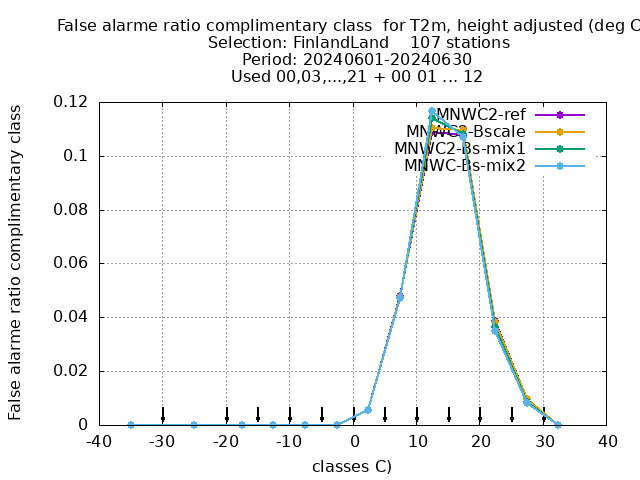 False alarme ratio complimentary class  for T2m, height adjusted (deg C
Selection: FinlandLand    107 stations
Period: 20240601-20240630
Used 00,03,...,21 + 00 01 ... 12
False alarme ratio complimentary class
0.12
0.1
0.08
0.06
0.04
0.02
0
MNWC2-ref
MNWC2-Bscale
MNWC2-Bs-mix1
MNWC-Bs-mix2
-40 -30 -20 -10 0 10 20 30 40
classes C)